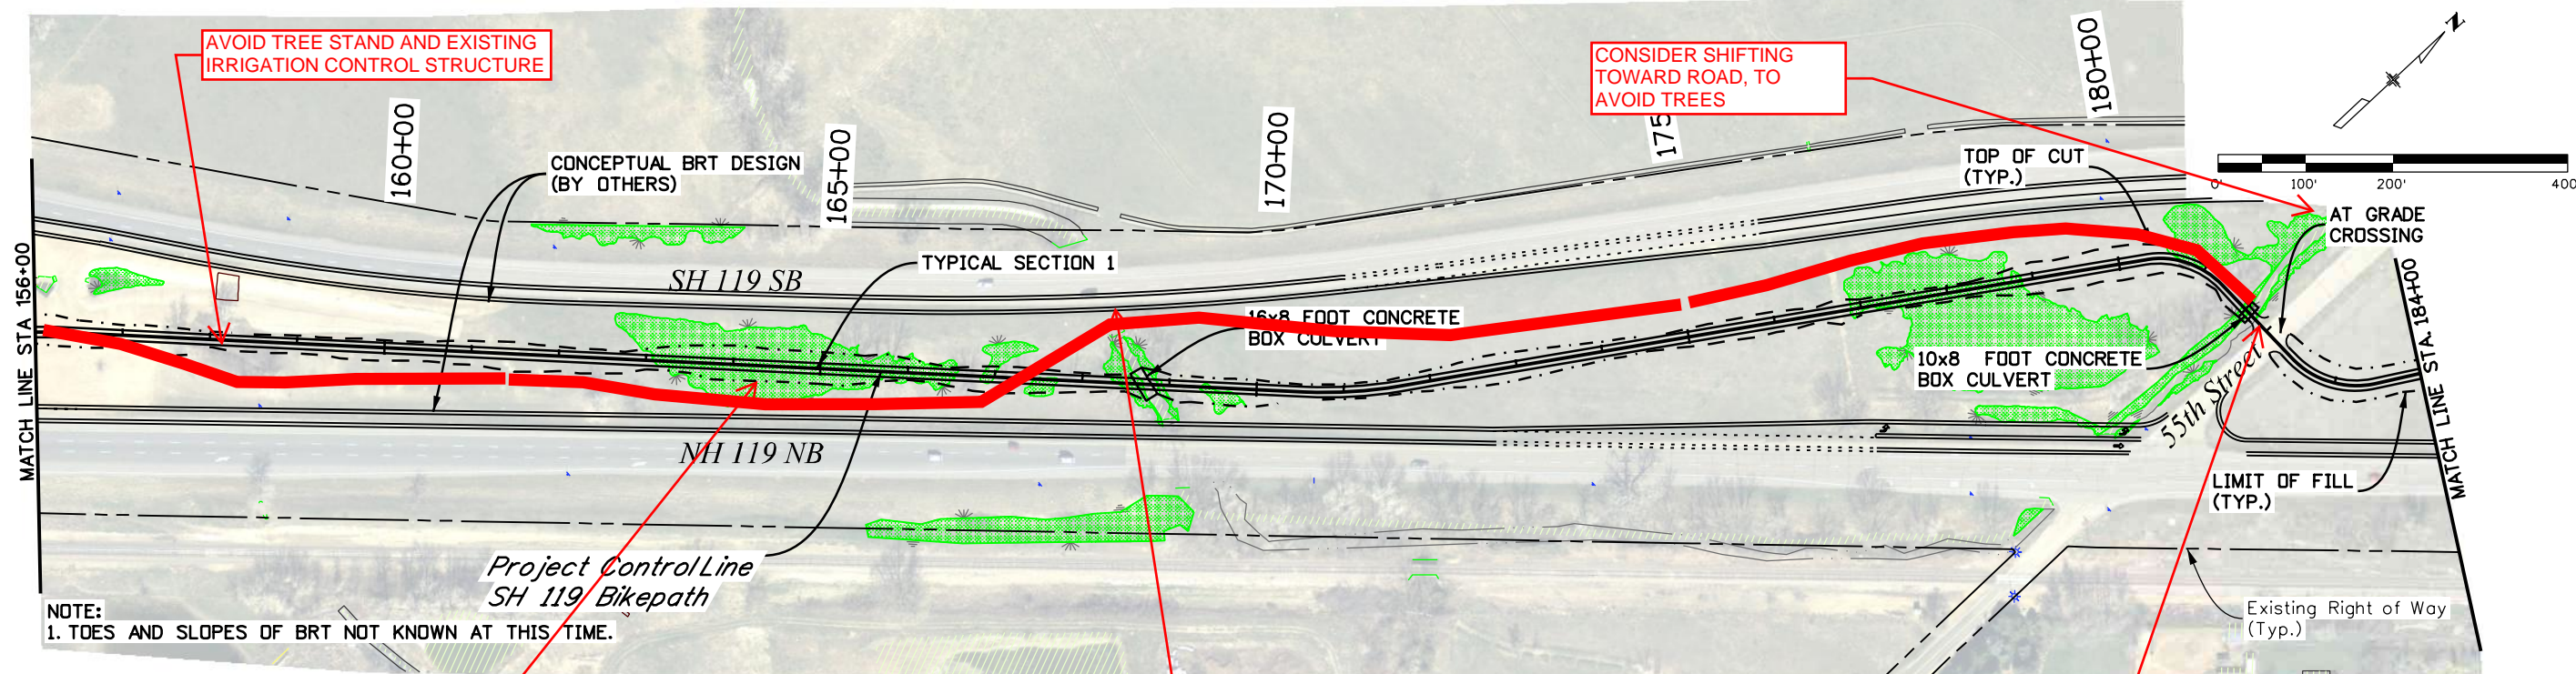 AVOID TREE STAND AND EXISTING
IRRIGATION CONTROL STRUCTURE
CONSIDER SHIFTING
TOWARD ROAD, TO
AVOID TREES
N
0'
100'
200'
400
160+00
165+00
170+00
175
180+00
CONCEPTUAL BRT DESIGN
(BY OTHERS)
TYPICAL SECTION 1
TOP OF CUT
(TYP.)
AT GRADE
CROSSING
SH 119 SB
16x8 FOOT CONCRETE
BOX CULVERT
10x8 FOOT CONCRETE
BOX CULVERT
55th Street
NH 119 NB
MATCH LINE STA 156+00
MATCH LINE STA. 184+00
LIMIT OF FILL
(TYP.)
Project Control Line
SH 119 Bikepath
Existing Right of Way
(Typ.)
NOTE:
1. TOES AND SLOPES OF BRT NOT KNOWN AT THIS TIME.